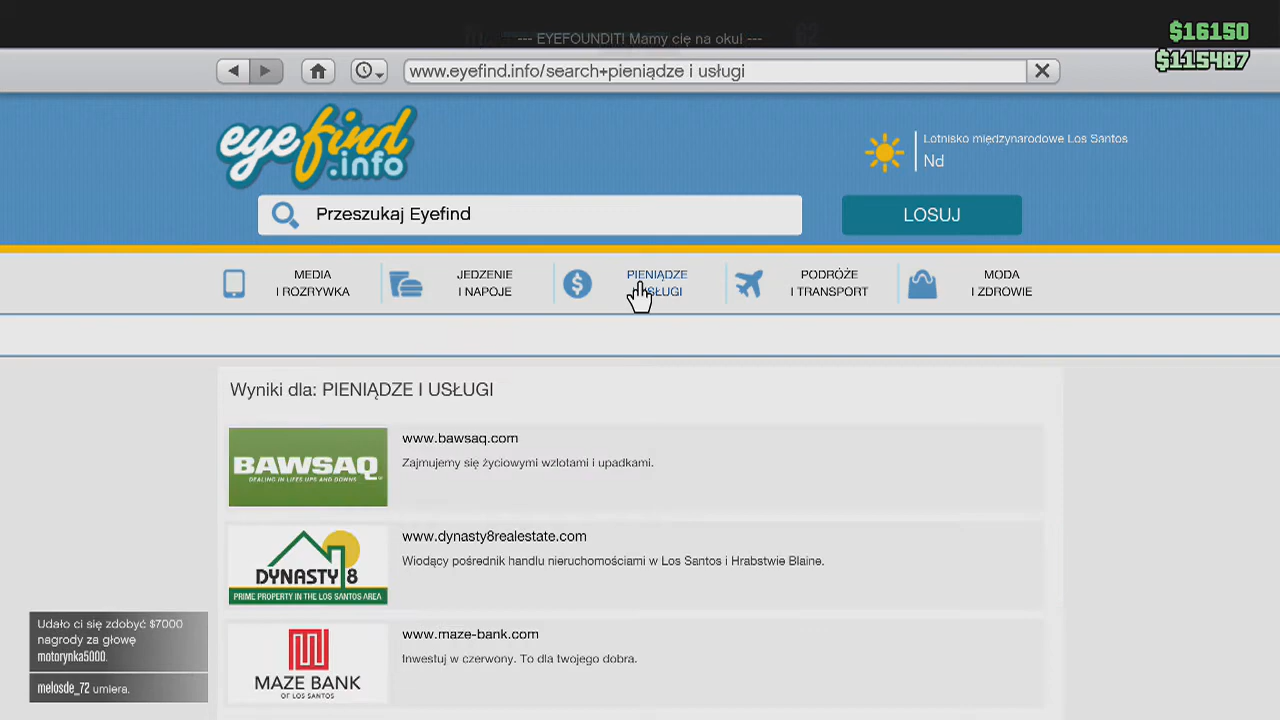 --- EYEFOUNDIT! Mamy cię na oku! ---
$16150
$115487
www.eyefind.info/search+pieniądze i usługi
eyefind
.info
Lotnisko międzynarodowe Los Santos
Nd
Przeszukaj Eyefind
LOSUJ
MEDIA
I ROZRYWKA
JEDZENIE
I NAPOJE
PIENIĄDZE
USŁUGI
PODRÓŻE
I TRANSPORT
MODA
I ZDROWIE
Wyniki dla: PIENIĄDZE I USŁUGI
BAWSAQ
DEALING IN LIFES UPS AND DOWNS
www.bawsaq.com
Zajmujemy się życiowymi wzlotami i upadkami.
DYNASTY 8
PRIME PROPERTY IN THE LOS SANTOS AREA
www.dynasty8realestate.com
Wiodący pośrednik handlu nieruchomościami w Los Santos i Hrabstwie Blaine.
MAZE BANK
OF LOS SANTOS
www.maze-bank.com
Inwestuj w czerwony. To dla twojego dobra.
Udało ci się zdobyć $7000
nagrody za głowę
motorynka5000.
melosde_72 umiera.